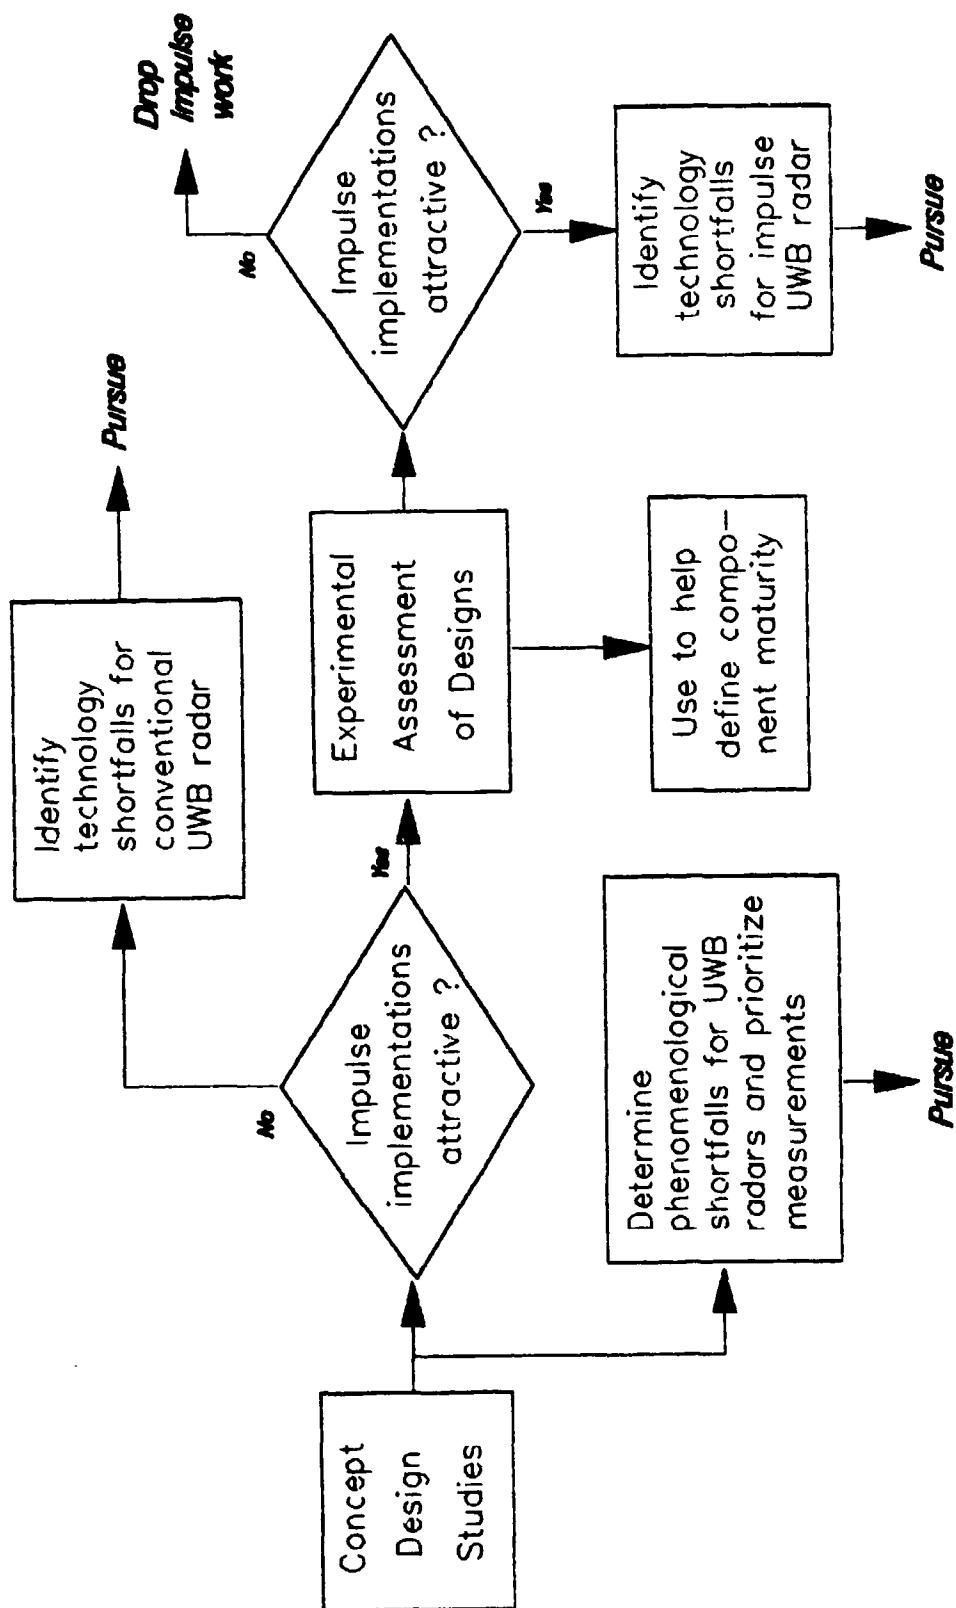 Concept
Design
Studies
Impulse
implementations
attractive ?
No
Yes
Identify
technology
shortfalls for
conventional
UWB radar
Pursue
Determine
phenomenological
shortfalls for UWB
radars and prioritize
measurements
Pursue
Experimental
Assessment
of Designs
Use to help
define compo-
nent maturity
Impulse
implementations
attractive ?
No
Drop
Impulse
work
Yes
Identify
technology
shortfalls
for impulse
UWB radar
Pursue